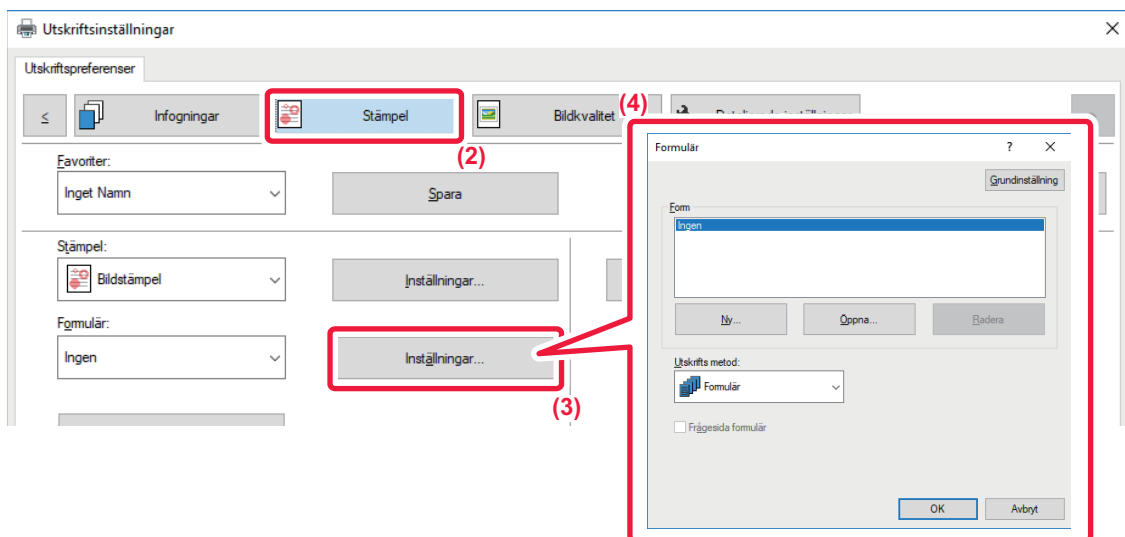 Utskriftsinställningar
Utskriftspreferenser
<
Infogningar
Stämpel
Bildkvalitet
(4)
(2)
Favoriter:
Inget Namn
Spara
Stämpel:
Bildstämpel
Inställningar...
Formulär:
Ingen
Inställningar...
(3)
Formulär
?
Grundinställning
Form
Ingen
Ny...
Öppna...
Radera
Utskrifts metod:
Formulär
Frågesida formulär
OK
Avbryt